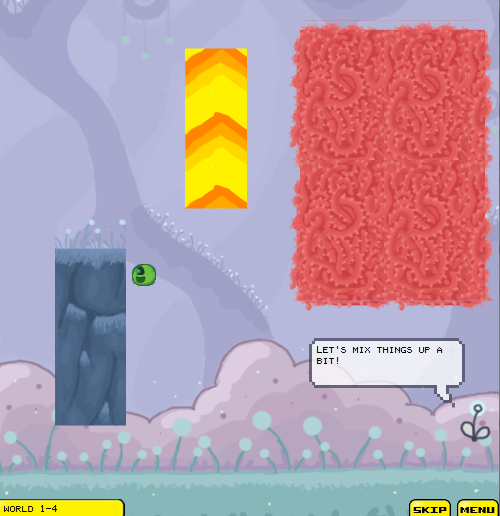 LET'S MIX THINGS UP A
BIT!
WORLD 1-4
SKIP
MENU